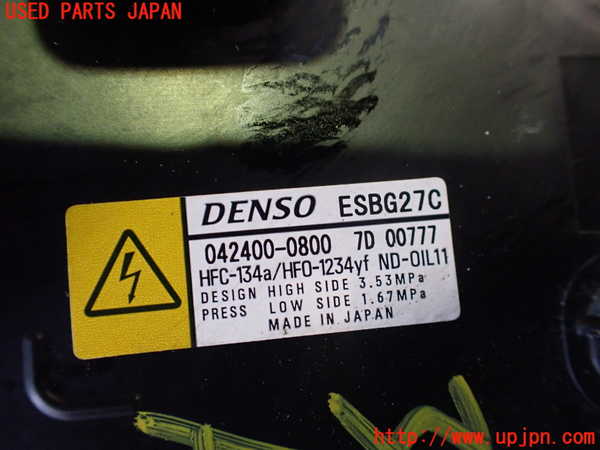 USED PARTS JAPAN
DENSO ESBG27C
042400-0800 7D 00777
HFC-134a/HFO-1234yf ND-OIL11
DESIGN HIGH SIDE 3.53MPa
PRESS LOW SIDE 1.67MPa
MADE IN JAPAN
http://www.upjpn.com